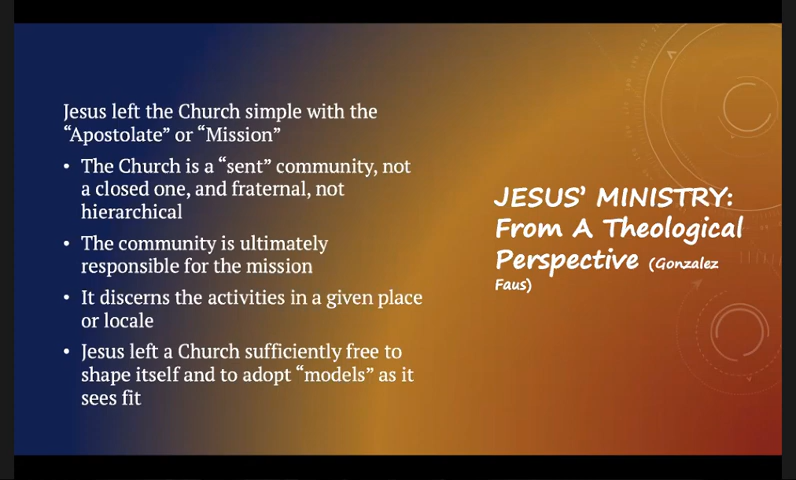 Jesus left the Church simple with the
“Apostolate” or “Mission”
• The Church is a “sent” community, not
a closed one, and fraternal, not
hierarchical
• The community is ultimately
responsible for the mission
• It discerns the activities in a given place
or locale
• Jesus left a Church sufficiently free to
shape itself and to adopt “models” as it
sees fit
JESUS’ MINISTRY:
From A Theological
Perspective (Gonzalez
Faus)